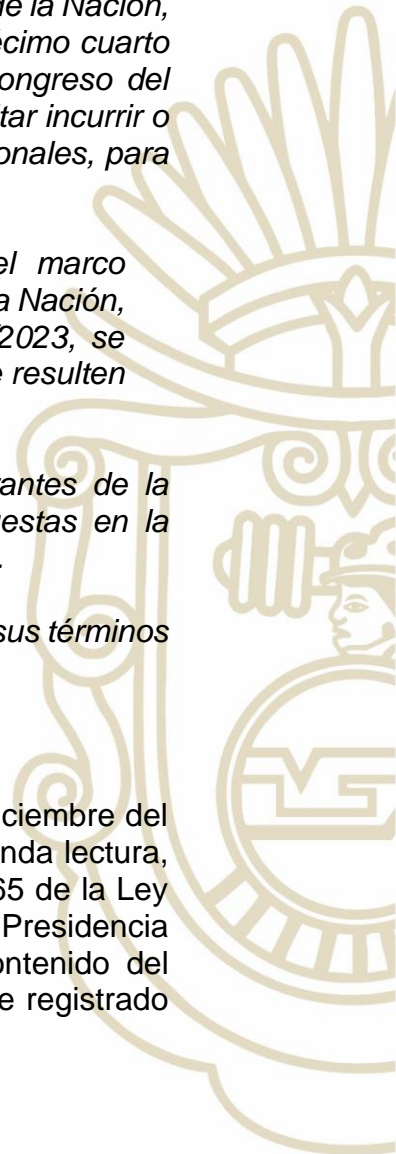 de la Nación,
écimo cuarto
ongreso del
tar incurrir o
onales, para
el marco
a Nación,
2023, se
e resulten
antes de la
estas en la
.
sus términos
ciembre del
nda lectura,
65 de la Ley
Presidencia
ontenido del
e registrado